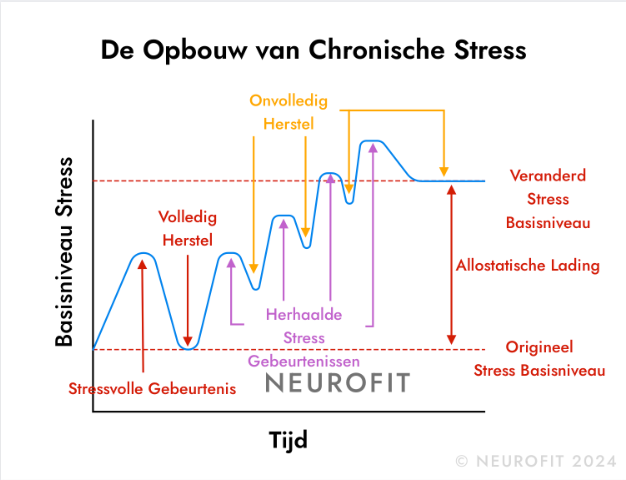 De Opbouw van Chronische Stress
Onvolledig
Herstel
Veranderd
Stress
Basisniveau
Volledig
Herstel
Basisniveau Stress
Allostatische Lading
Herhaalde
Stress
Gebeurtenissen
Origineel
Stress Basisniveau
Stressvolle Gebeurtenis
NEUROFIT
Tijd
© NEUROFIT 2024